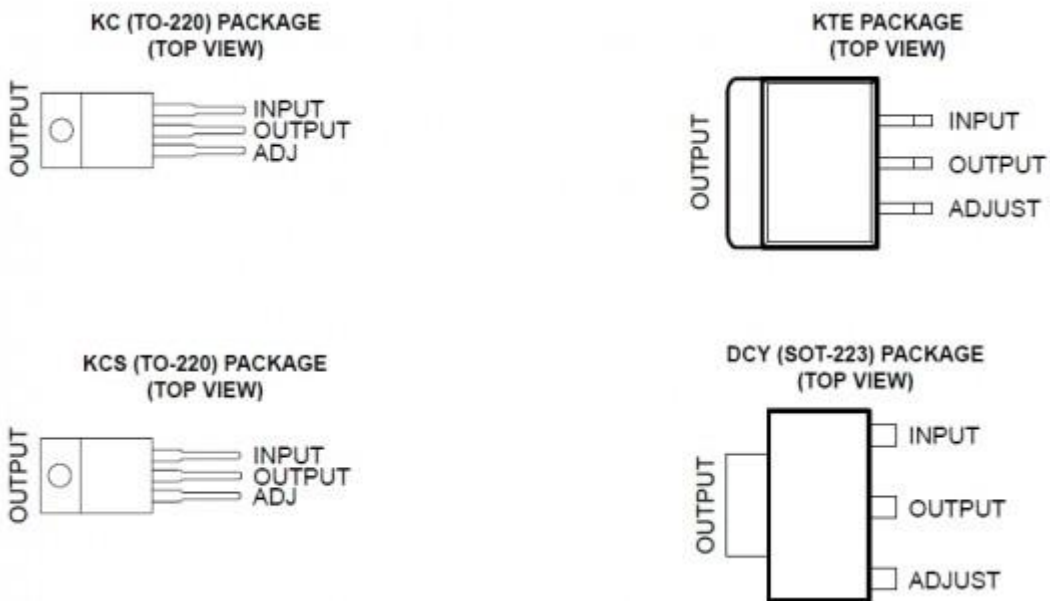 KC (TO-220) PACKAGE
(TOP VIEW)
OUTPUT
INPUT
OUTPUT
ADJ
KTE PACKAGE
(TOP VIEW)
OUTPUT
INPUT
OUTPUT
ADJUST
KCS (TO-220) PACKAGE
(TOP VIEW)
OUTPUT
INPUT
OUTPUT
ADJ
DCY (SOT-223) PACKAGE
(TOP VIEW)
OUTPUT
INPUT
OUTPUT
ADJUST